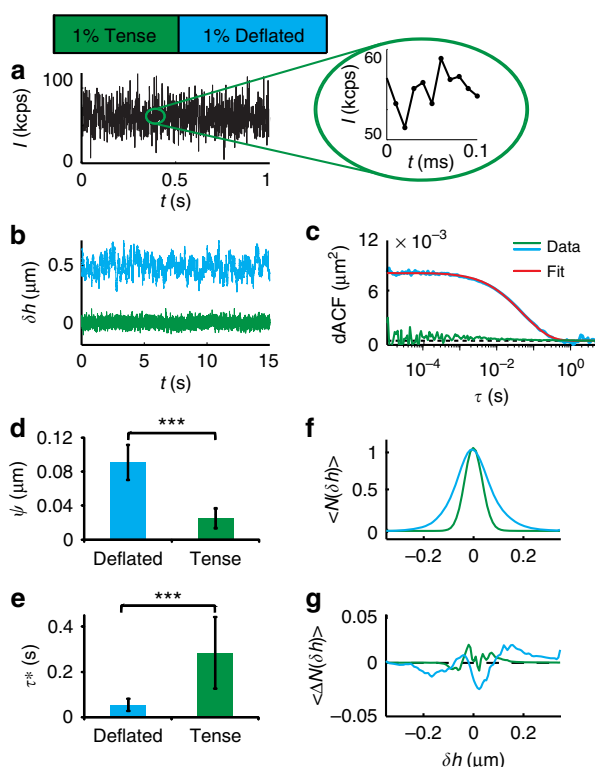 1% Tense 1% Deflated
a
100
0
I (kcps)
0 0.5 1
t (s)
60
50
I (kcps)
0 0.1
t (ms)
b
0.5
0
δh (μm)
0 5 10 15
t (s)
c
× 10⁻³
12
6
0
dACF (μm²)
Data
Fit
10⁻⁴ 10⁻² 10⁰
τ (s)
d
***
0.12
0.08
0.04
0
ψ (μm)
Deflated Tense
e
***
0.4
0.2
0
τ* (s)
Deflated Tense
f
1
0
<N(δh)>
−0.2 0 0.2
g
0.05
0
−0.05
<ΔN(δh)>
−0.2 0 0.2
δh (μm)